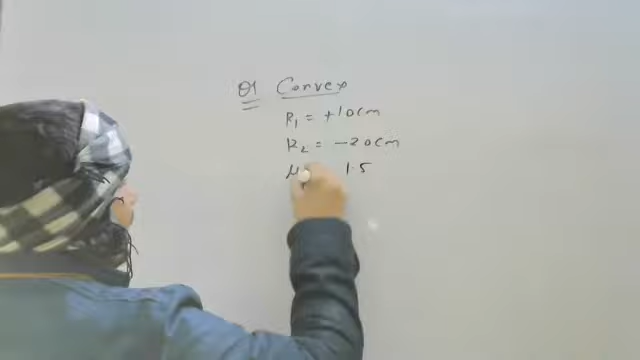 Q1 Convex
R₁ = +10cm
R₂ = -20cm
μ 1.5